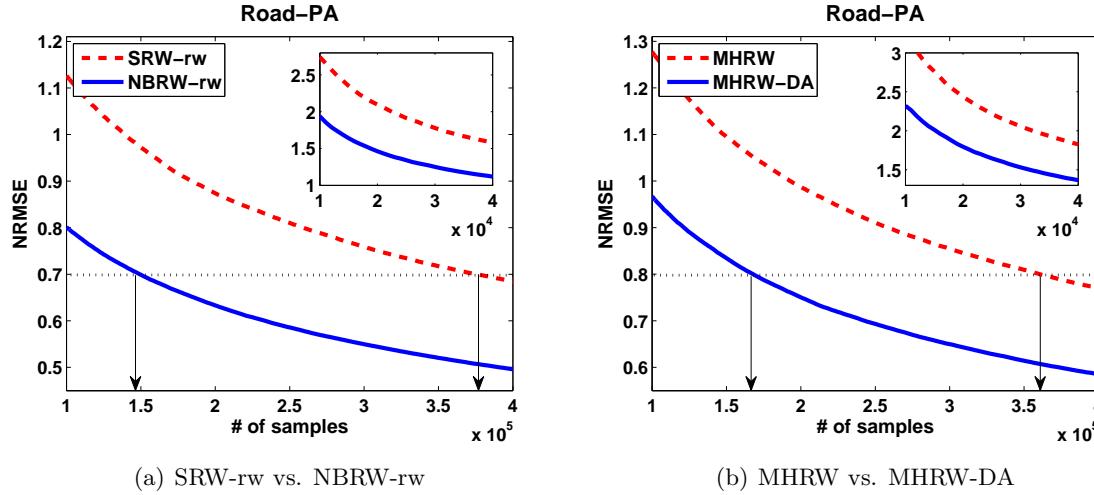 Road−PA
1.2
1.1
1
0.9
0.8
0.7
0.6
0.5
NRMSE
SRW−rw
NBRW−rw
2.5
2
1.5
1
1 2 3 4
x 10^4
1 1.5 2 2.5 3 3.5 4
# of samples
x 10^5
(a) SRW-rw vs. NBRW-rw
Road−PA
1.3
1.2
1.1
1
0.9
0.8
0.7
0.6
NRMSE
MHRW
MHRW−DA
3
2.5
2
1.5
1 2 3 4
x 10^4
1 1.5 2 2.5 3 3.5 4
# of samples
x 10^5
(b) MHRW vs. MHRW-DA